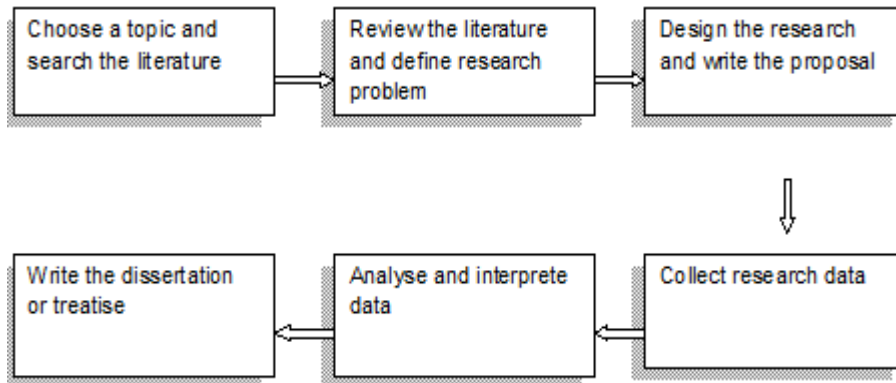 Choose a topic and
search the literature
Review the literature
and define research
problem
Design the research
and write the proposal
Collect research data
Analyse and interprete
data
Write the dissertation
or treatise